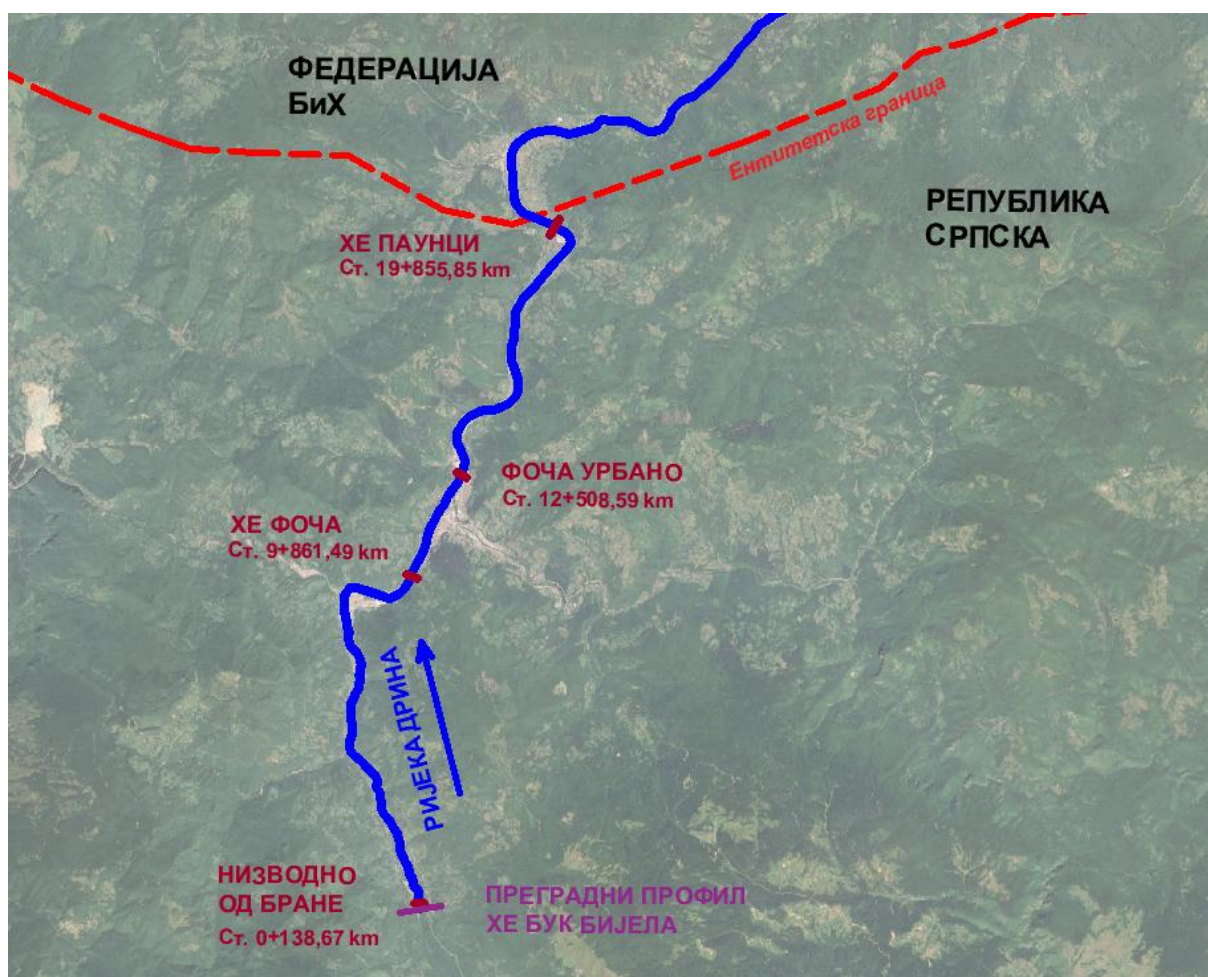 ФЕДЕРАЦИЈА
БиХ
Ентитетска граница
РЕПУБЛИКА
СРПСКА
ХЕ ПАУНЦИ
Ст. 19+855,85 km
ФОЧА УРБАНО
Ст. 12+508,59 km
ХЕ ФОЧА
Ст. 9+861,49 km
РИЈЕКА ДРИНА
НИЗВОДНО
ОД БРАНЕ
Ст. 0+138,67 km
ПРЕГРАДНИ ПРОФИЛ
ХЕ БУК БИЈЕЛА